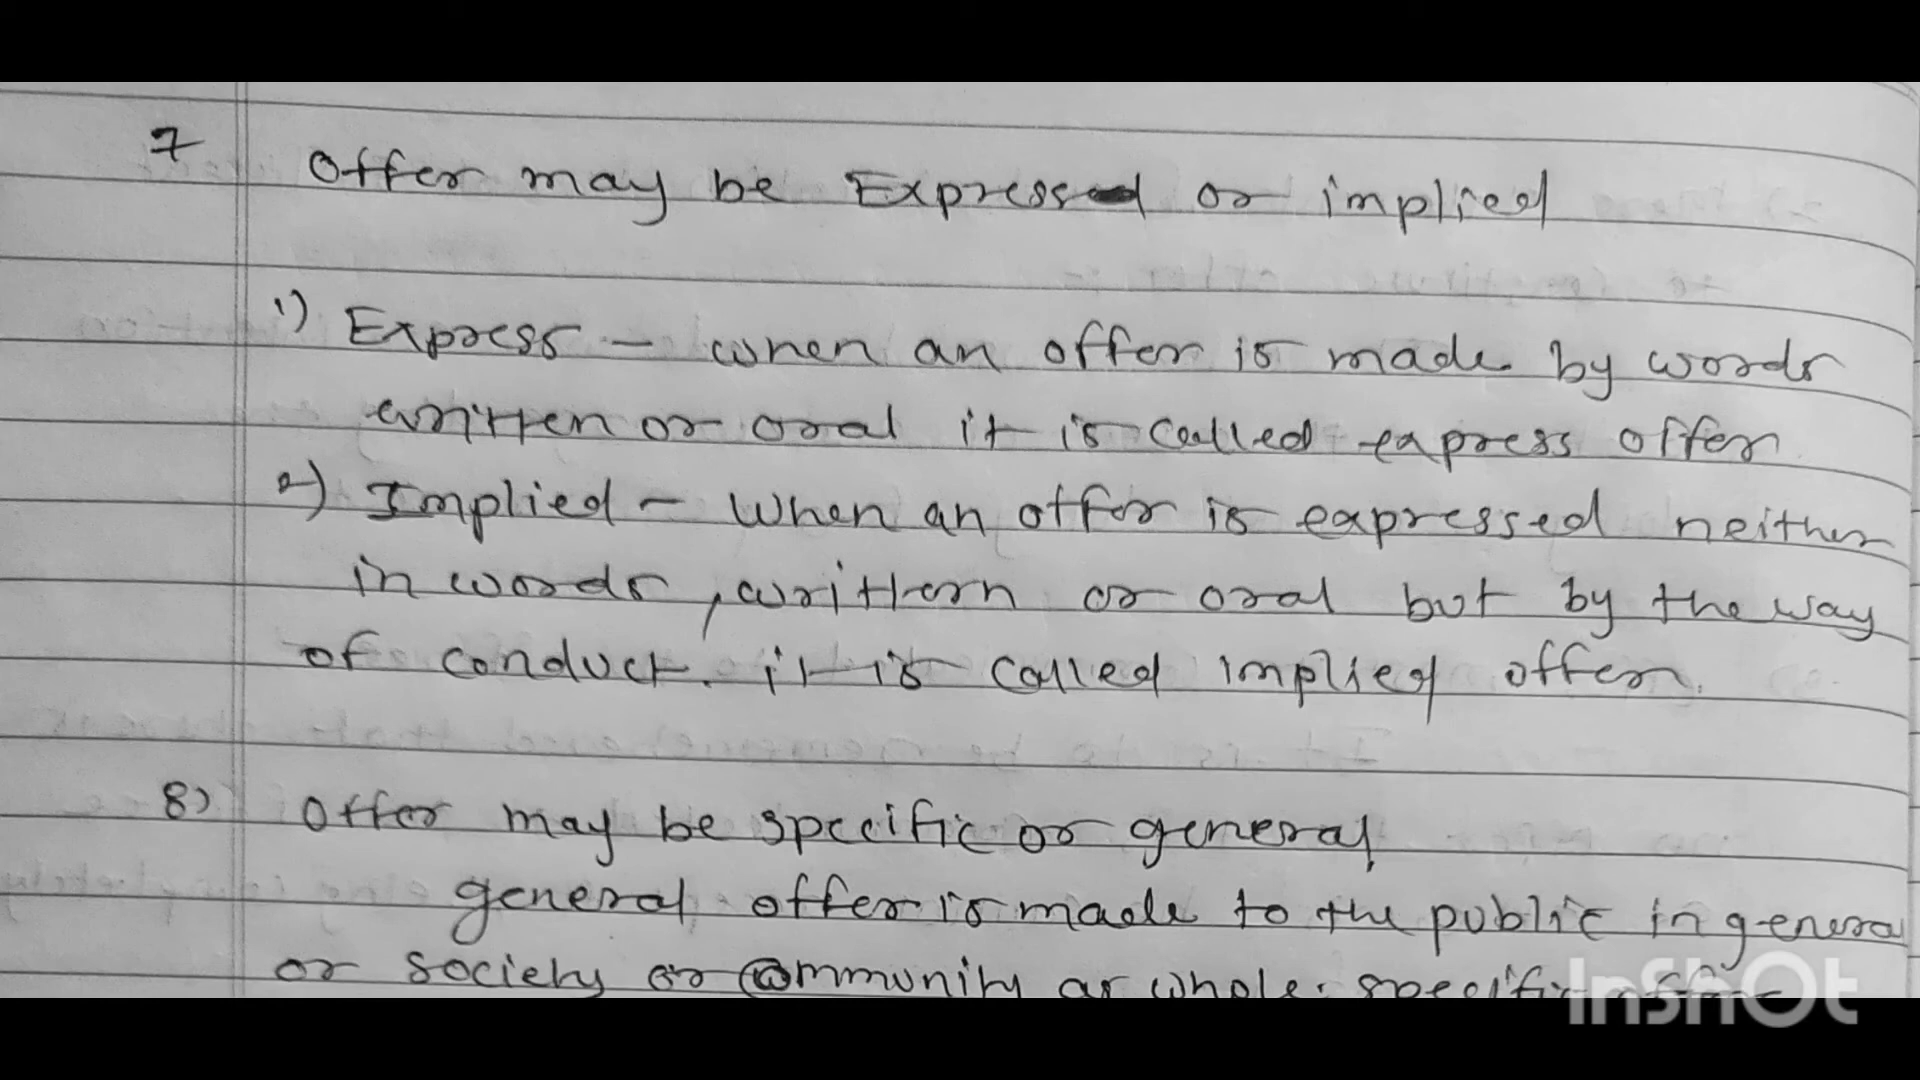 7 Offer may be Expressed or implied
1) Express - when an offer is made by words
written or oral it is called express offer
2) Implied - When an offer is expressed neither
in words, written or oral but by the way
of conduct. it is called implied offer.
8) Offer may be specific or general
general offer is made to the public in genera
or society or community as whole. specific offer
InShOt